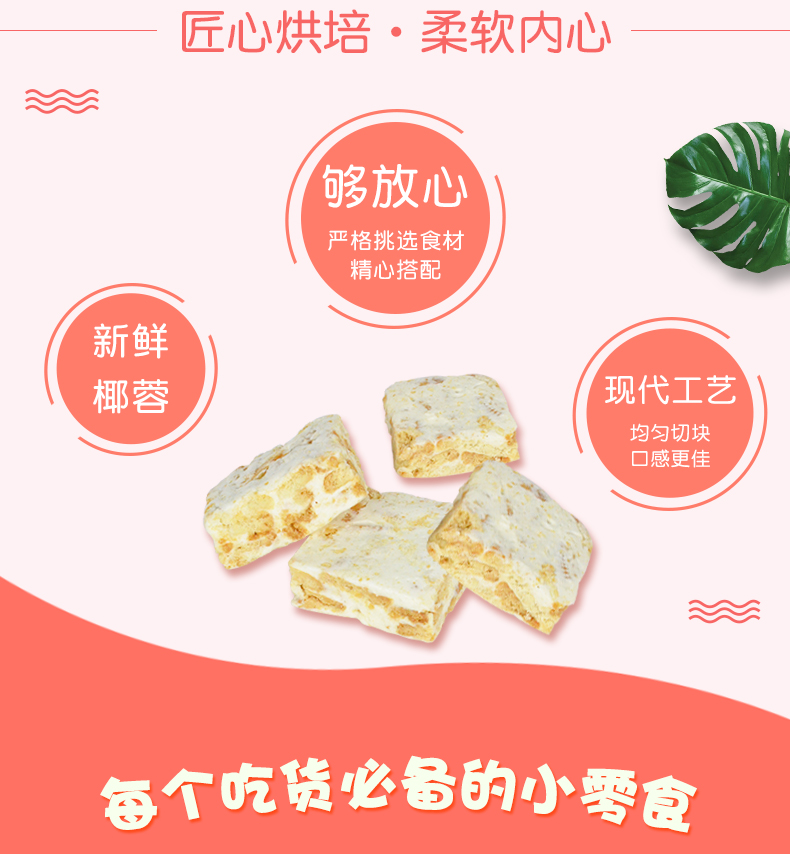 匠心烘培·柔软内心
够放心
严格挑选食材
精心搭配
新鲜
椰蓉
现代工艺
均匀切块
口感更佳
每个吃货必备的小零食